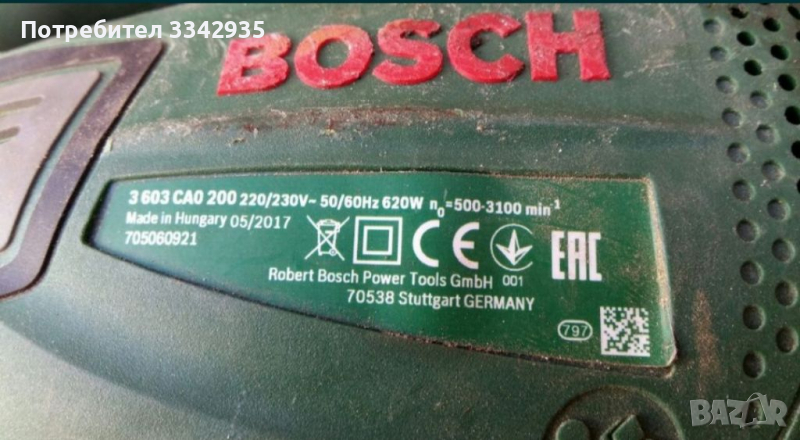 Потребител 3342935
BOSCH
3 603 CA0 200 220/230V~ 50/60Hz 620W n₀=500-3100 min⁻¹
Made in Hungary 05/2017
705060921
CE EAC
Robert Bosch Power Tools GmbH 001
70538 Stuttgart GERMANY
797
BAZAR